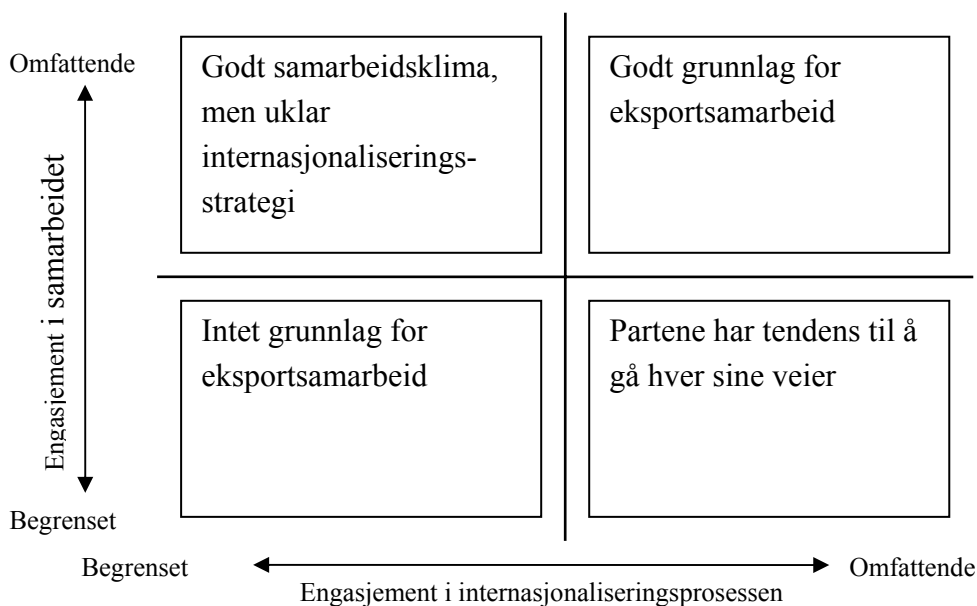 Omfattende
Godt samarbeidsklima,
men uklar
internasjonaliserings-
strategi
Godt grunnlag for
eksportsamarbeid
Engasjement i samarbeidet
Intet grunnlag for
eksportsamarbeid
Partene har tendens til å
gå hver sine veier
Begrenset
Begrenset
Omfattende
Engasjement i internasjonaliseringsprosessen